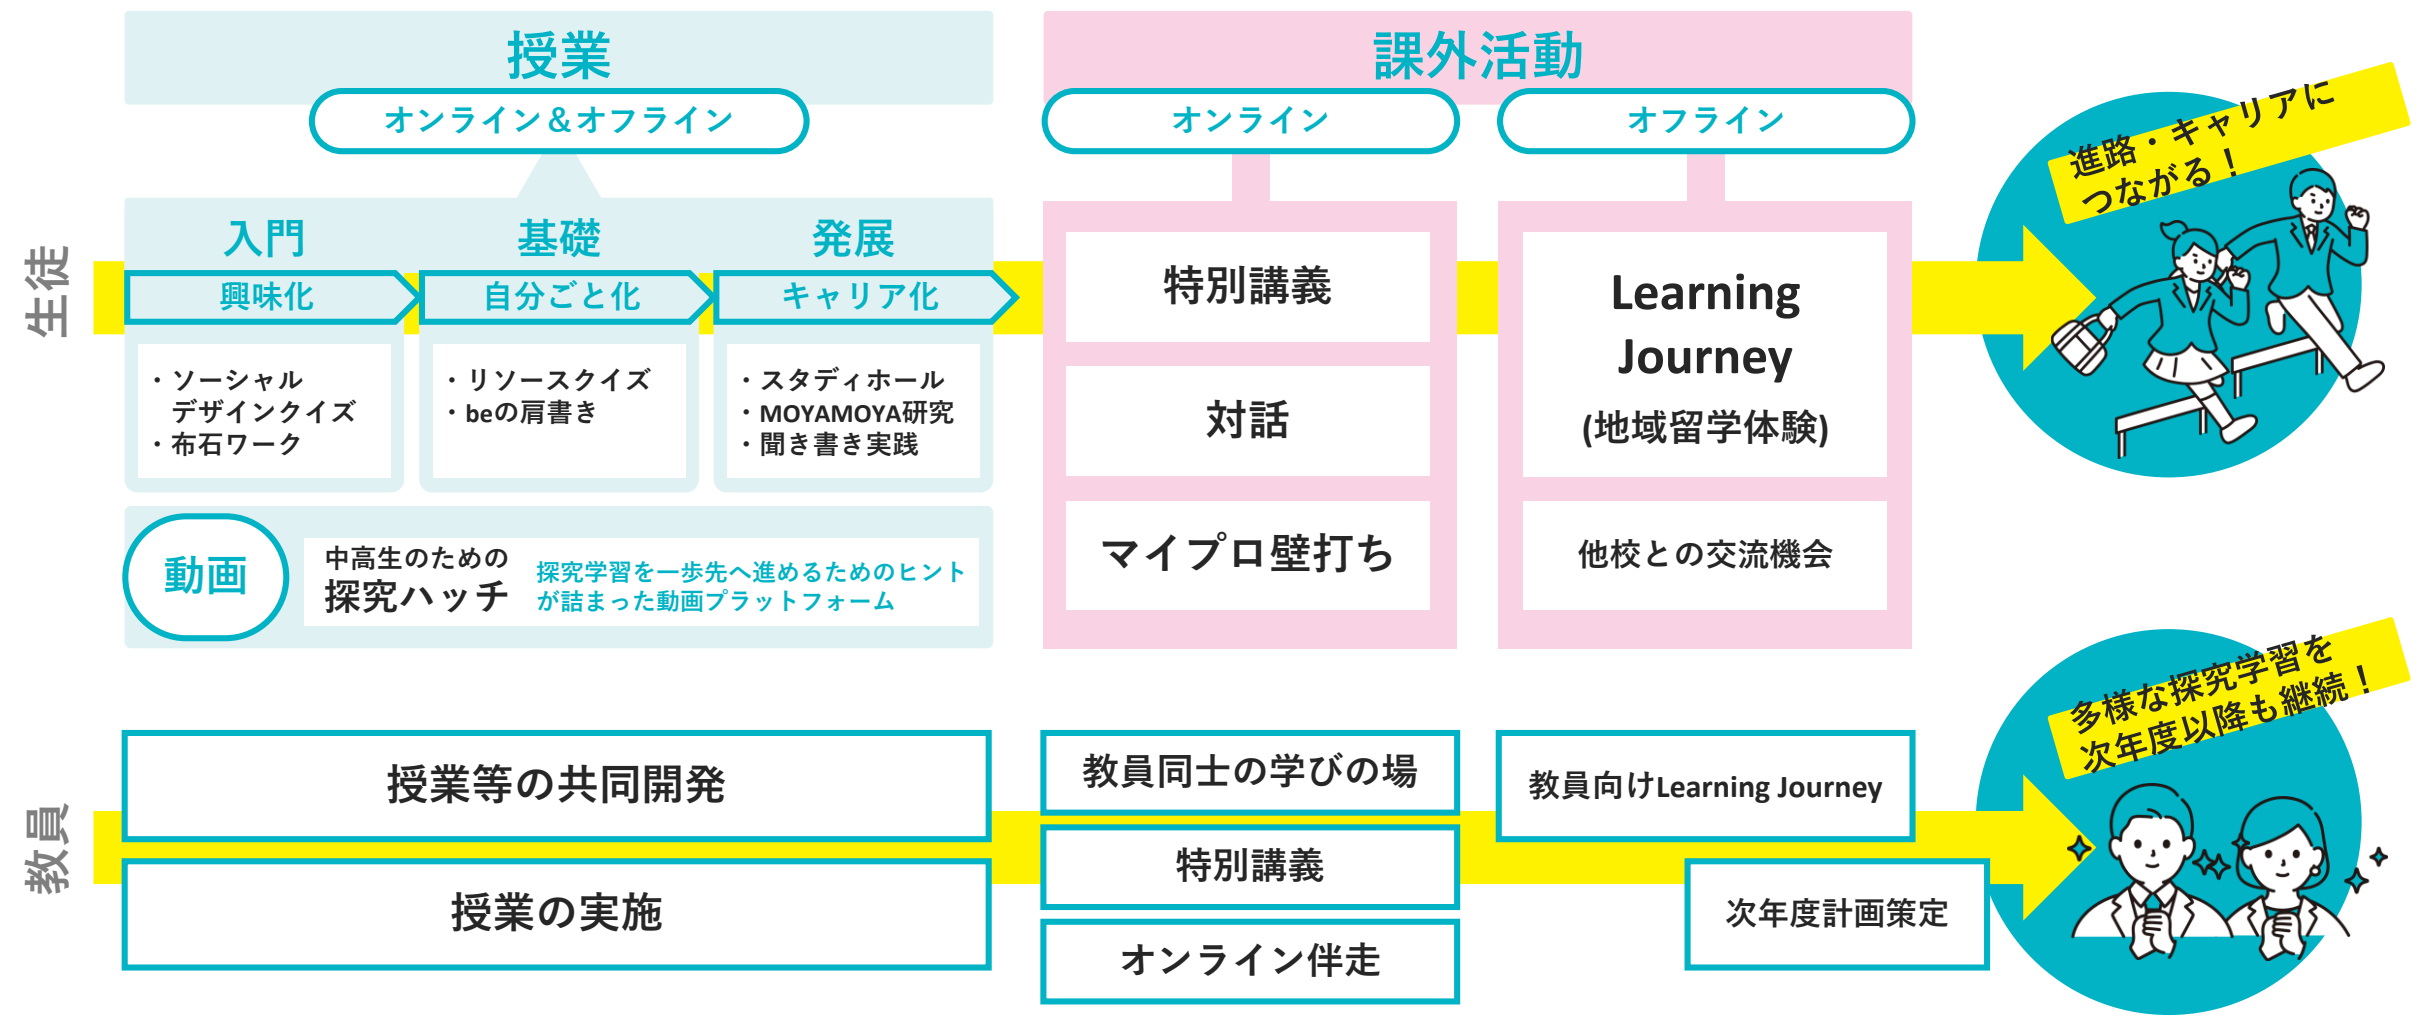 授業
オンライン＆オフライン
課外活動
オンライン
オフライン
生徒
入門
興味化
・ソーシャル
デザインクイズ
・布石ワーク
基礎
自分ごと化
・リソースクイズ
・beの肩書き
発展
キャリア化
・スタディホール
・MOYAMOYA研究
・聞き書き実践
動画
中高生のための
探究ハッチ
探究学習を一歩先へ進めるためのヒント
が詰まった動画プラットフォーム
特別講義
対話
マイプロ壁打ち
Learning
Journey
(地域留学体験)
他校との交流機会
進路・キャリアに
つながる！
教員
授業等の共同開発
授業の実施
教員同士の学びの場
特別講義
オンライン伴走
教員向けLearning Journey
次年度計画策定
多様な探究学習を
次年度以降も継続！